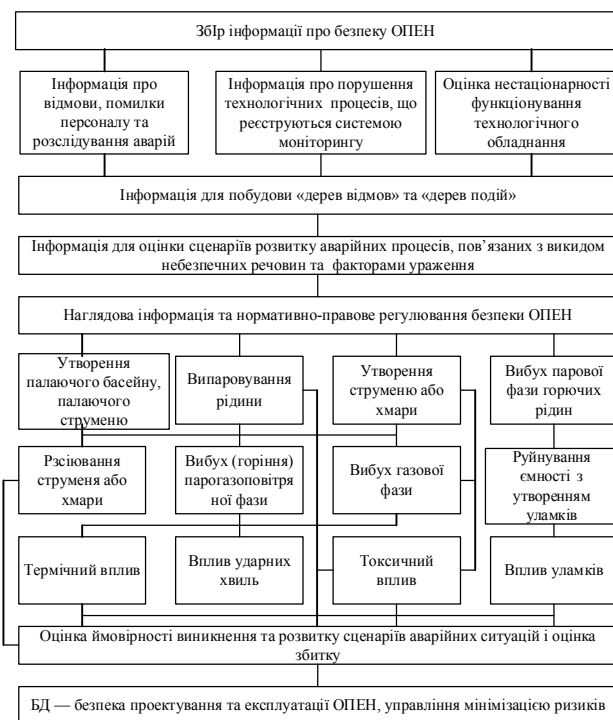 ЗбІр інформації про безпеку ОПЕН
Інформація про
відмови, помилки
персоналу та
розслідування аварій
Інформація про порушення
технологічних процесів, що
реєструються системою
моніторингу
Оцінка нестаціонарності
функціонування
технологічного
обладнання
Інформація для побудови «дерев відмов» та «дерев подій»
Інформація для оцінки сценаріїв розвитку аварійних процесів, пов’язаних з викидом
небезпечних речовин та факторами ураження
Наглядова інформація та нормативно-правове регулювання безпеки ОПЕН
Утворення
палаючого басейну,
палаючого
струменю
Випаровування
рідини
Утворення
струменю або
хмари
Вибух парової
фази горючих
рідин
Рзсіювання
струменя або
хмари
Вибух (горіння)
парогазоповітря
ної фази
Вибух газової
фази
Руйнування
ємності з
утворенням
уламків
Термічний вплив
Вплив ударних
хвиль
Токсичний
вплив
Вплив уламків
Оцінка ймовірності виникнення та розвитку сценаріїв аварійних ситуацій і оцінка
збитку
БД — безпека проектування та експлуатації ОПЕН, управління мінімізацією ризиків